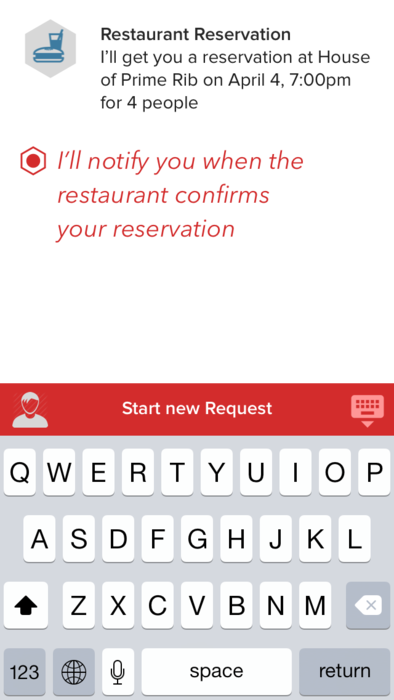 Restaurant Reservation
I'll get you a reservation at House
of Prime Rib on April 4, 7:00pm
for 4 people
I'll notify you when the
restaurant confirms
your reservation
Start new Request
Q W E R T Y U I O P
A S D F G H J K L
Z X C V B N M
123 space return